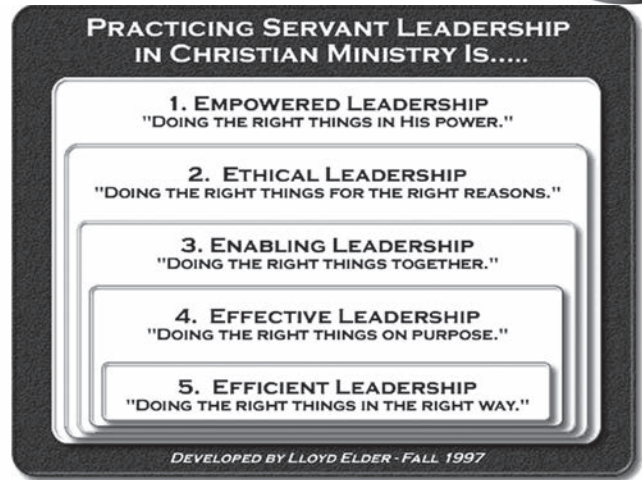 PRACTICING SERVANT LEADERSHIP
IN CHRISTIAN MINISTRY IS.....
1. EMPOWERED LEADERSHIP
"DOING THE RIGHT THINGS IN HIS POWER."
2. ETHICAL LEADERSHIP
"DOING THE RIGHT THINGS FOR THE RIGHT REASONS."
3. ENABLING LEADERSHIP
"DOING THE RIGHT THINGS TOGETHER."
4. EFFECTIVE LEADERSHIP
"DOING THE RIGHT THINGS ON PURPOSE."
5. EFFICIENT LEADERSHIP
"DOING THE RIGHT THINGS IN THE RIGHT WAY."
DEVELOPED BY LLOYD ELDER - FALL 1997